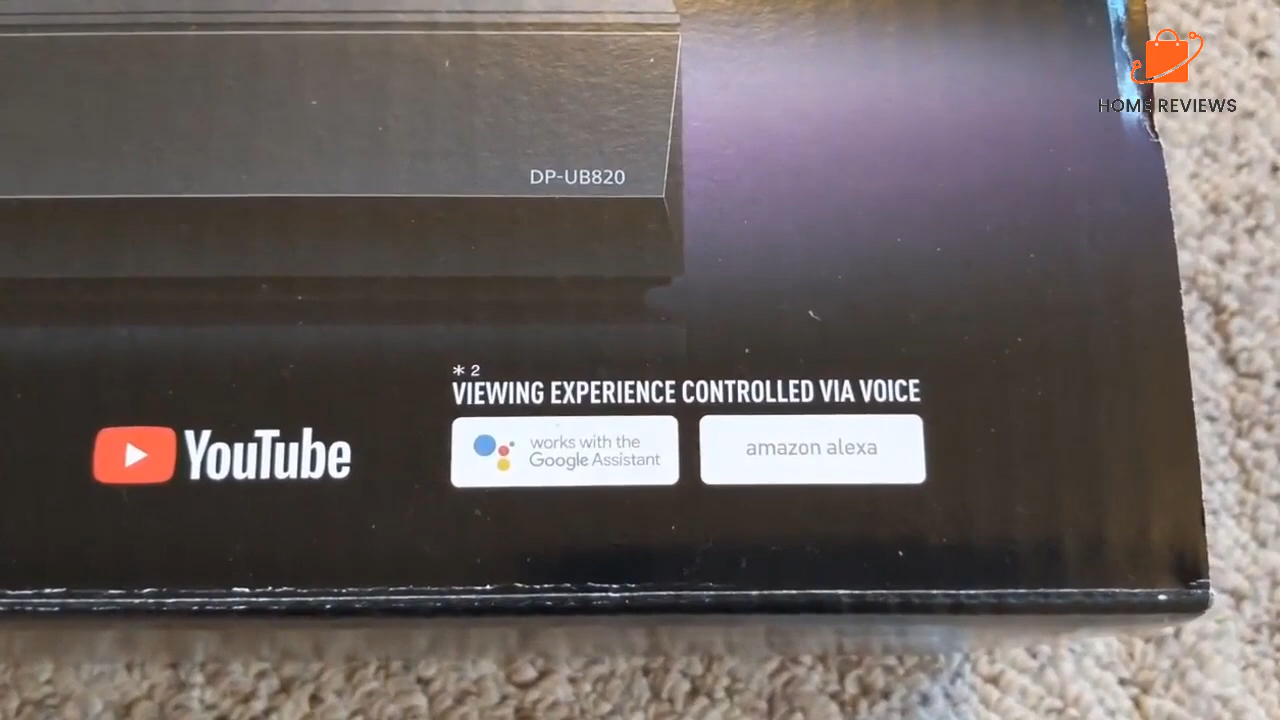 HOME REVIEWS
DP-UB820
*2
VIEWING EXPERIENCE CONTROLLED VIA VOICE
YouTube
works with the
Google Assistant
amazon alexa